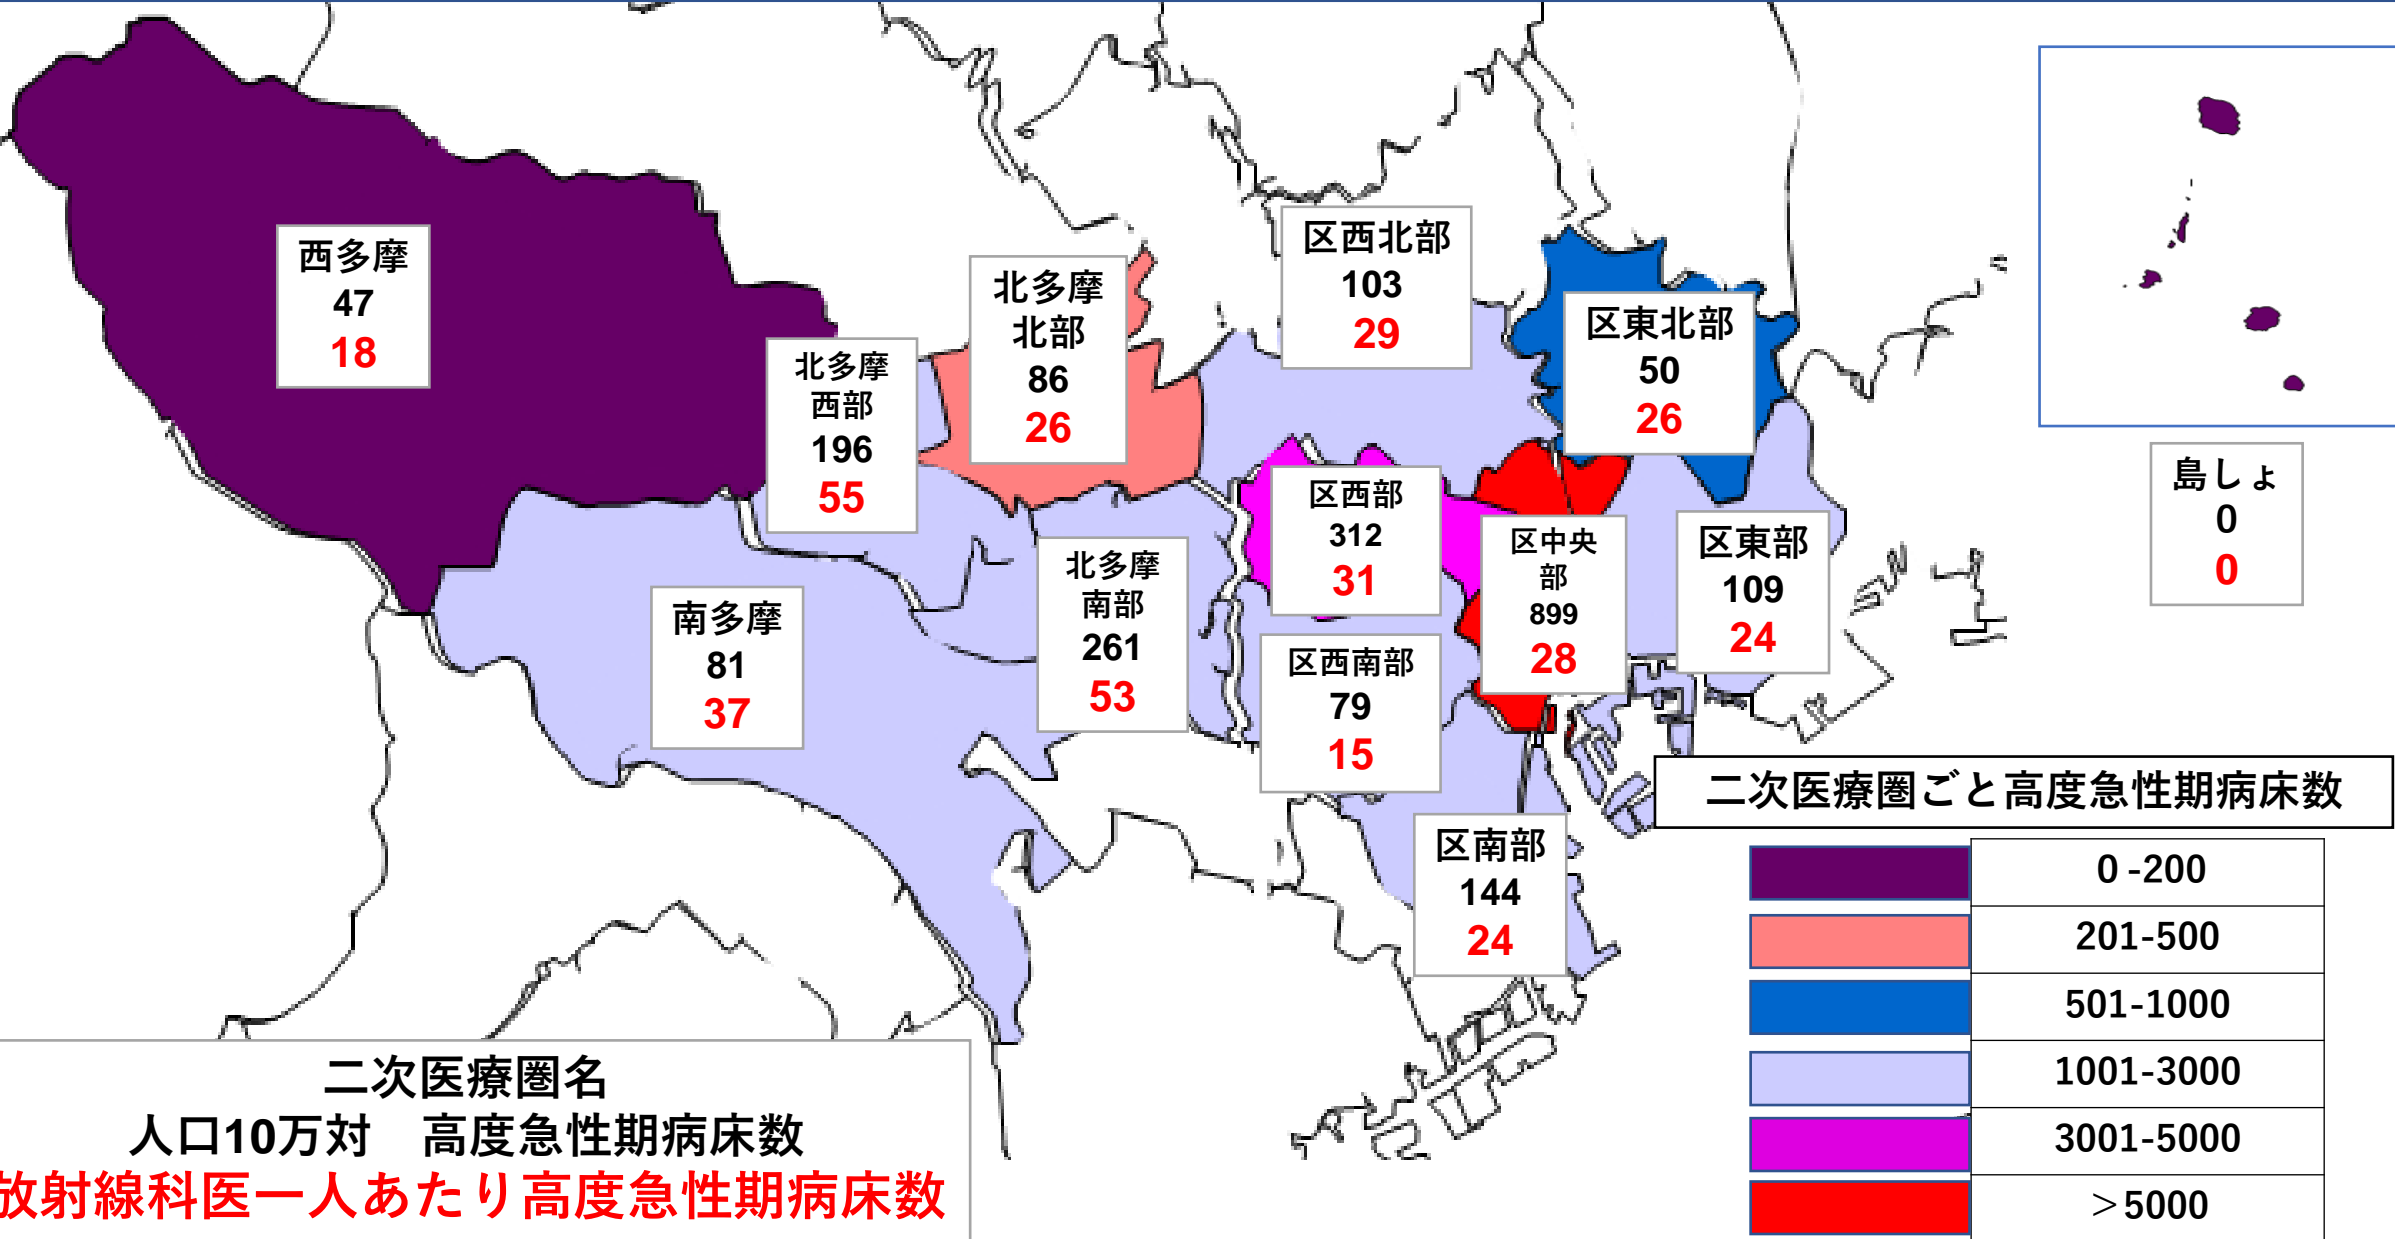 西多摩
47
18
北多摩
西部
196
55
北多摩
北部
86
26
区西北部
103
29
区東北部
50
26
島しょ
0
0
南多摩
81
37
北多摩
南部
261
53
区西部
312
31
区西南部
79
15
区中央
部
899
28
区東部
109
24
区南部
144
24
二次医療圏ごと高度急性期病床数
0 -200
201-500
501-1000
1001-3000
3001-5000
＞5000
二次医療圏名
人口10万対　高度急性期病床数
放射線科医一人あたり高度急性期病床数